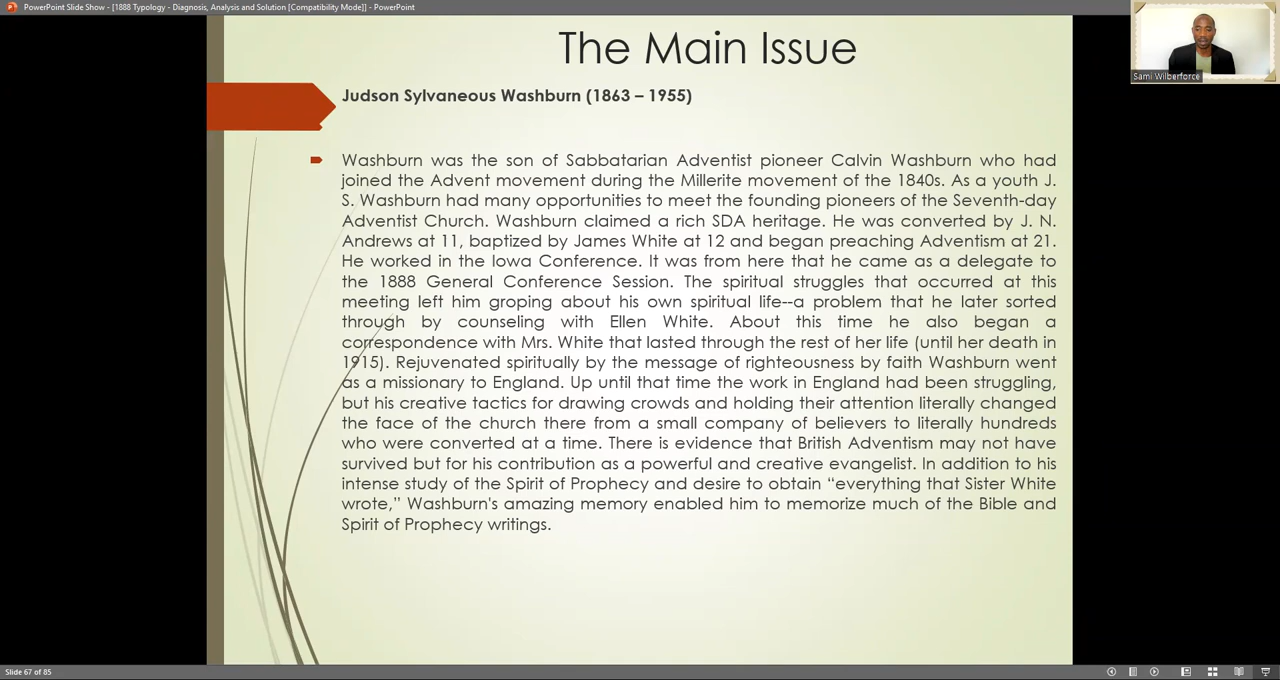 PowerPoint Slide Show - [1888 Typology - Diagnosis, Analysis and Solution [Compatibility Mode]] - PowerPoint
The Main Issue
Sami Wilberforce
Judson Sylvaneous Washburn (1863 – 1955)
Washburn was the son of Sabbatarian Adventist pioneer Calvin Washburn who had
joined the Advent movement during the Millerite movement of the 1840s. As a youth J.
S. Washburn had many opportunities to meet the founding pioneers of the Seventh-day
Adventist Church. Washburn claimed a rich SDA heritage. He was converted by J. N.
Andrews at 11, baptized by James White at 12 and began preaching Adventism at 21.
He worked in the Iowa Conference. It was from here that he came as a delegate to
the 1888 General Conference Session. The spiritual struggles that occurred at this
meeting left him groping about his own spiritual life--a problem that he later sorted
through by counseling with Ellen White. About this time he also began a
correspondence with Mrs. White that lasted through the rest of her life (until her death in
1915). Rejuvenated spiritually by the message of righteousness by faith Washburn went
as a missionary to England. Up until that time the work in England had been struggling,
but his creative tactics for drawing crowds and holding their attention literally changed
the face of the church there from a small company of believers to literally hundreds
who were converted at a time. There is evidence that British Adventism may not have
survived but for his contribution as a powerful and creative evangelist. In addition to his
intense study of the Spirit of Prophecy and desire to obtain “everything that Sister White
wrote,” Washburn's amazing memory enabled him to memorize much of the Bible and
Spirit of Prophecy writings.
Slide 67 of 85